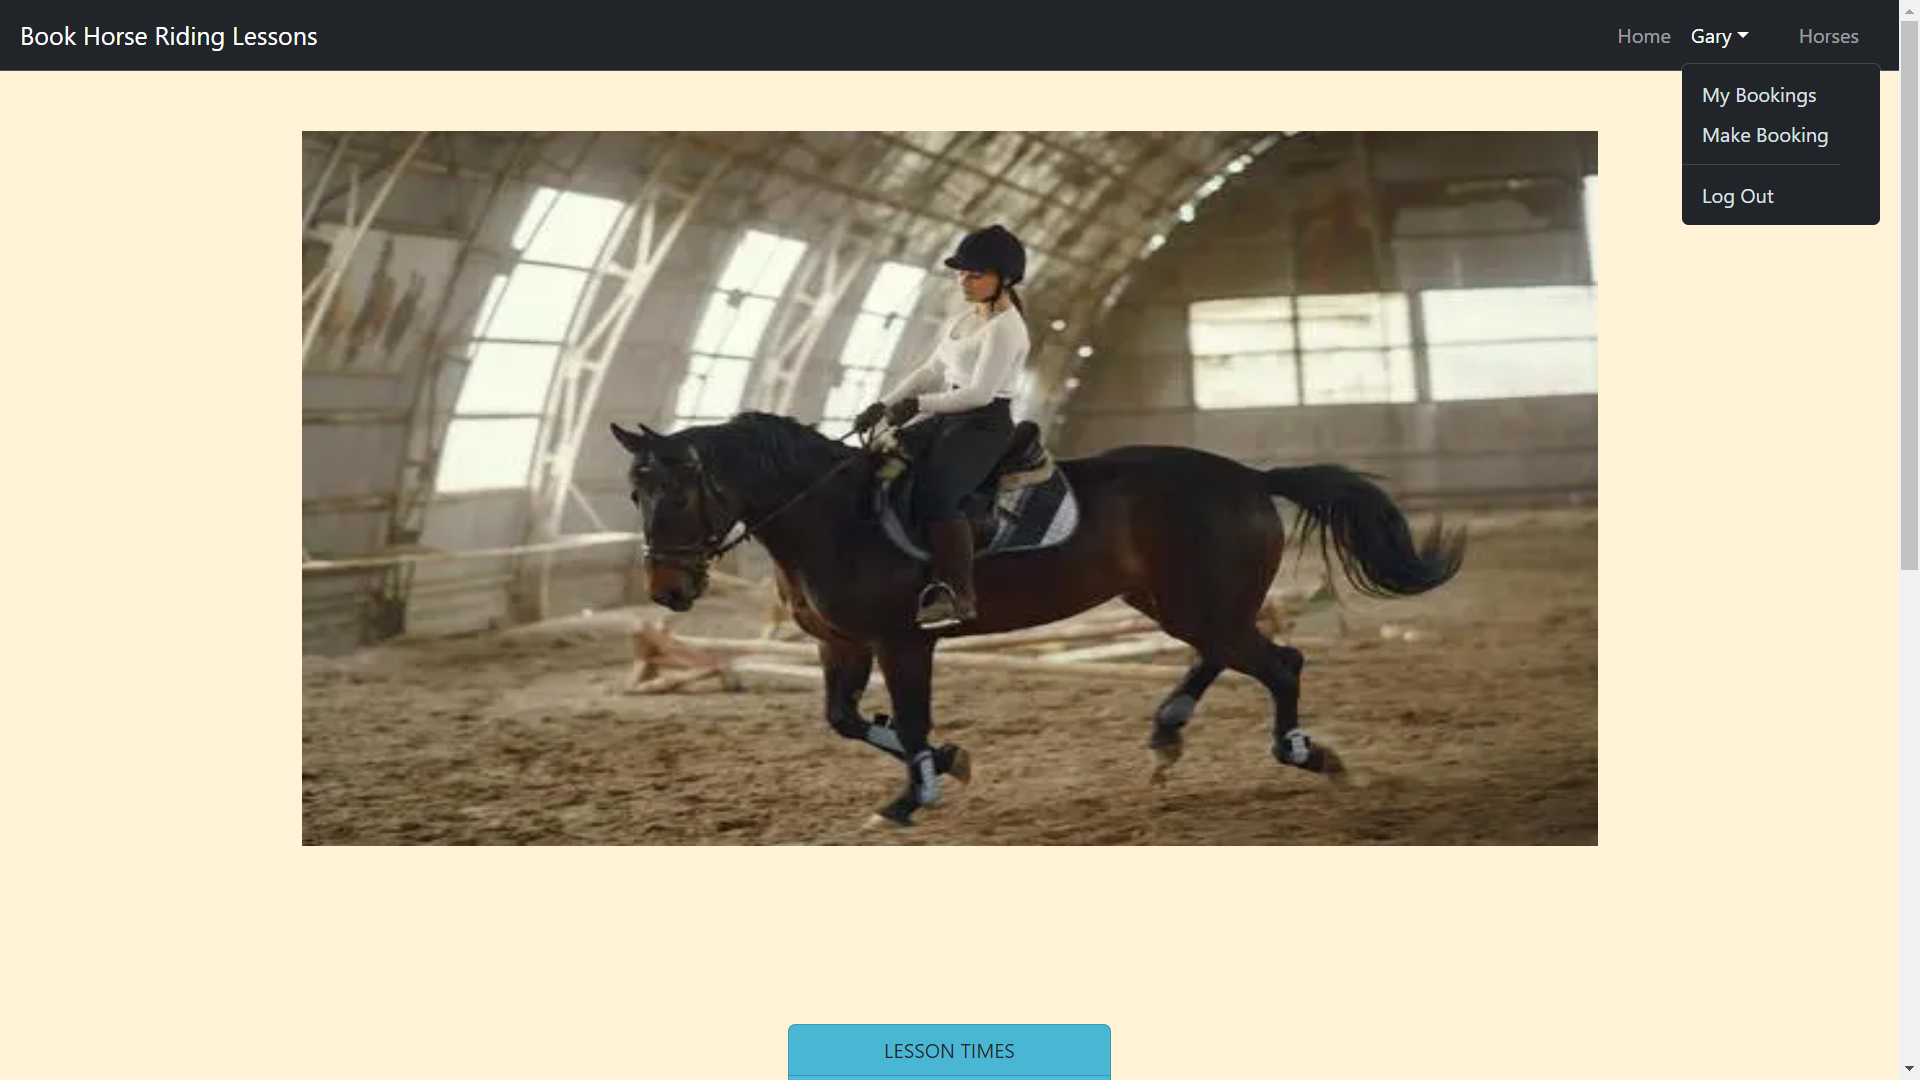 Book Horse Riding Lessons
Home Gary Horses
My Bookings
Make Booking
Log Out
LESSON TIMES